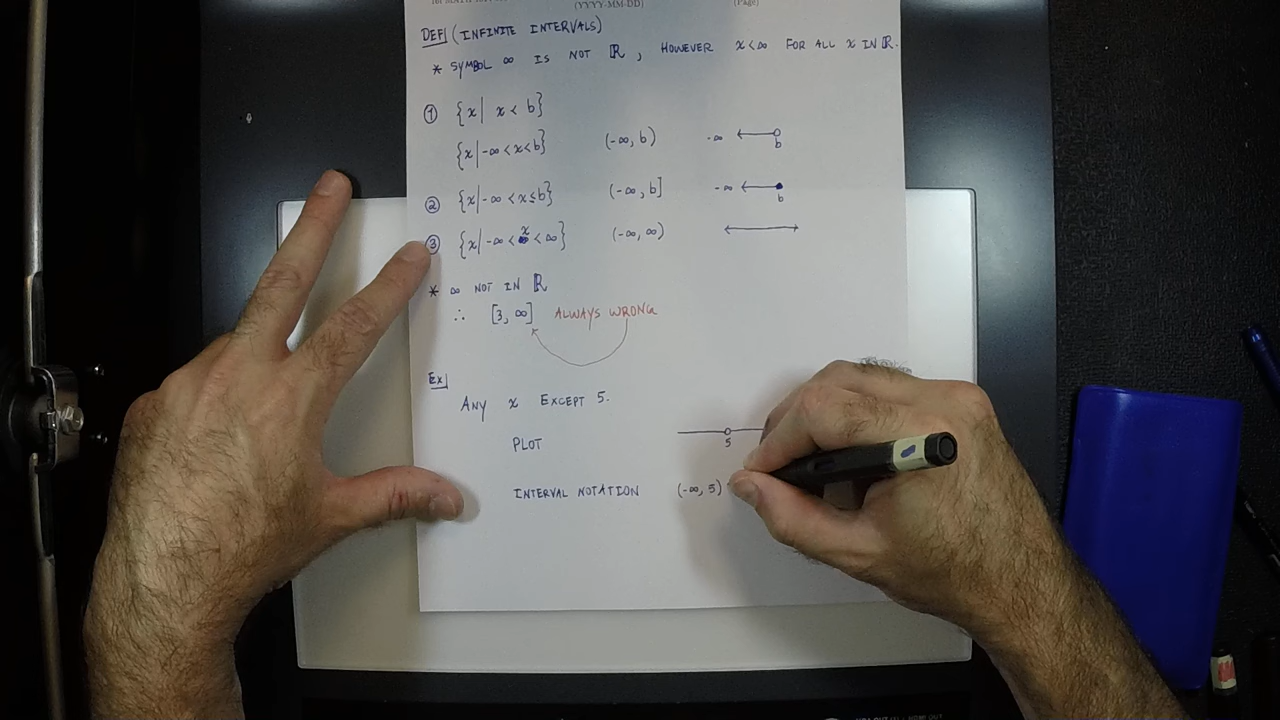 (YYYY-MM-DD) (Page)
DEF (INFINITE INTERVALS)
* SYMBOL ∞ IS NOT ℝ, HOWEVER x<∞ FOR ALL x IN ℝ.
① {x| x < b}
{x|-∞ < x<b} (-∞, b) -∞ b
② {x|-∞ < x ≤ b} (-∞, b] -∞ b
③ {x|-∞ < x < ∞} (-∞, ∞)
* ∞ NOT IN ℝ
∴ [3, ∞] ALWAYS WRONG
Ex
ANY x EXCEPT 5.
PLOT 5
INTERVAL NOTATION (-∞, 5)